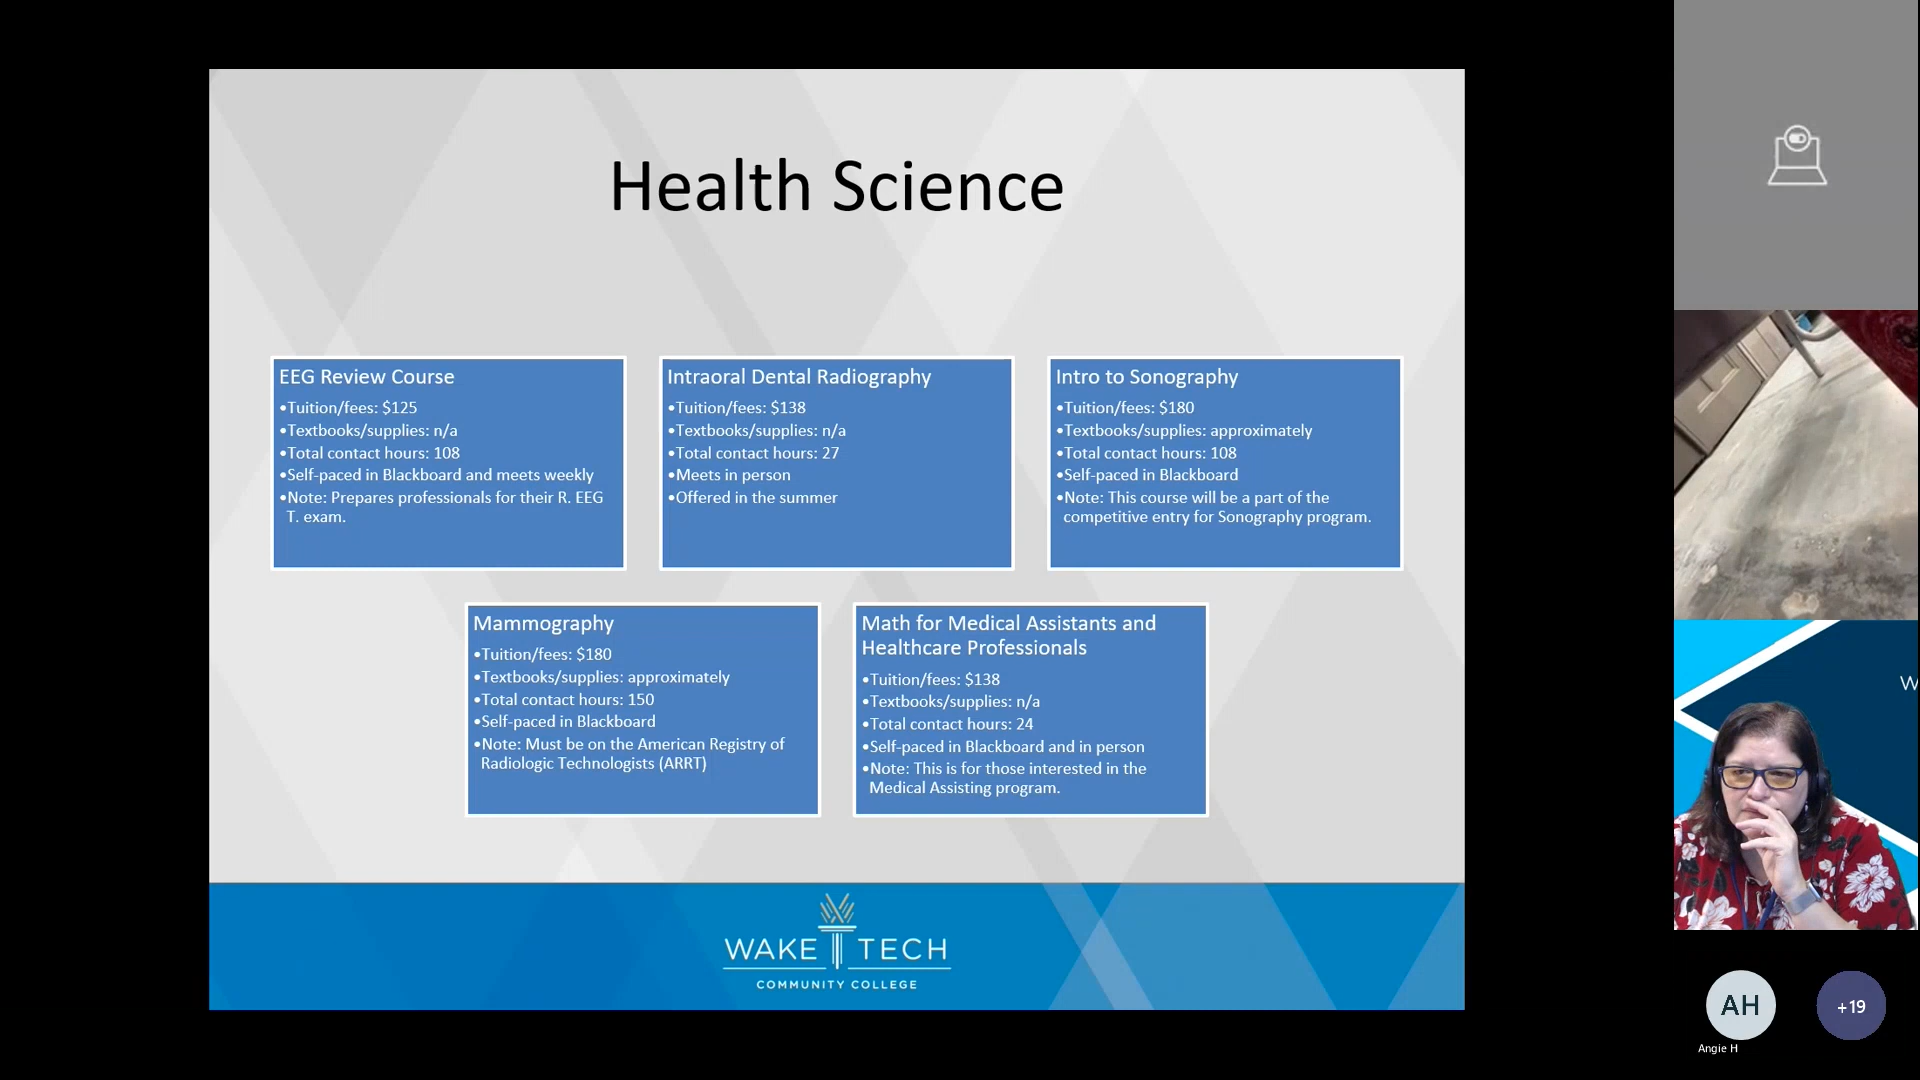 Health Science
EEG Review Course
•Tuition/fees: $125
•Textbooks/supplies: n/a
•Total contact hours: 108
•Self-paced in Blackboard and meets weekly
•Note: Prepares professionals for their R. EEG
T. exam.
Intraoral Dental Radiography
•Tuition/fees: $138
•Textbooks/supplies: n/a
•Total contact hours: 27
•Meets in person
•Offered in the summer
Intro to Sonography
•Tuition/fees: $180
•Textbooks/supplies: approximately
•Total contact hours: 108
•Self-paced in Blackboard
•Note: This course will be a part of the
competitive entry for Sonography program.
Mammography
•Tuition/fees: $180
•Textbooks/supplies: approximately
•Total contact hours: 150
•Self-paced in Blackboard
•Note: Must be on the American Registry of
Radiologic Technologists (ARRT)
Math for Medical Assistants and
Healthcare Professionals
•Tuition/fees: $138
•Textbooks/supplies: n/a
•Total contact hours: 24
•Self-paced in Blackboard and in person
•Note: This is for those interested in the
Medical Assisting program.
WAKE TECH
COMMUNITY COLLEGE
W
AH
+19
Angie H